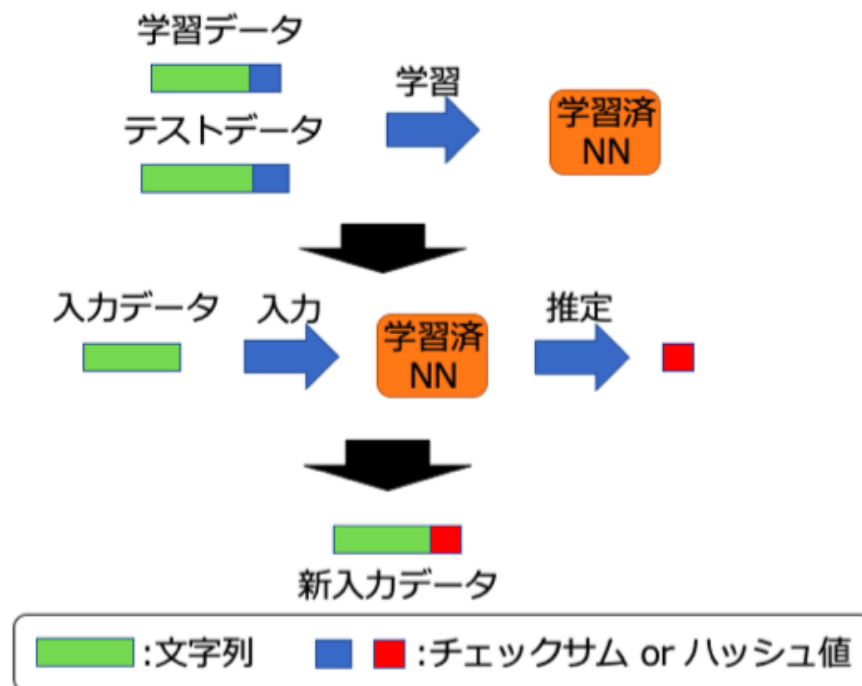 学習データ
学習
テストデータ
学習済
NN
入力データ
入力
学習済
NN
推定
新入力データ
:文字列
:チェックサム or ハッシュ値